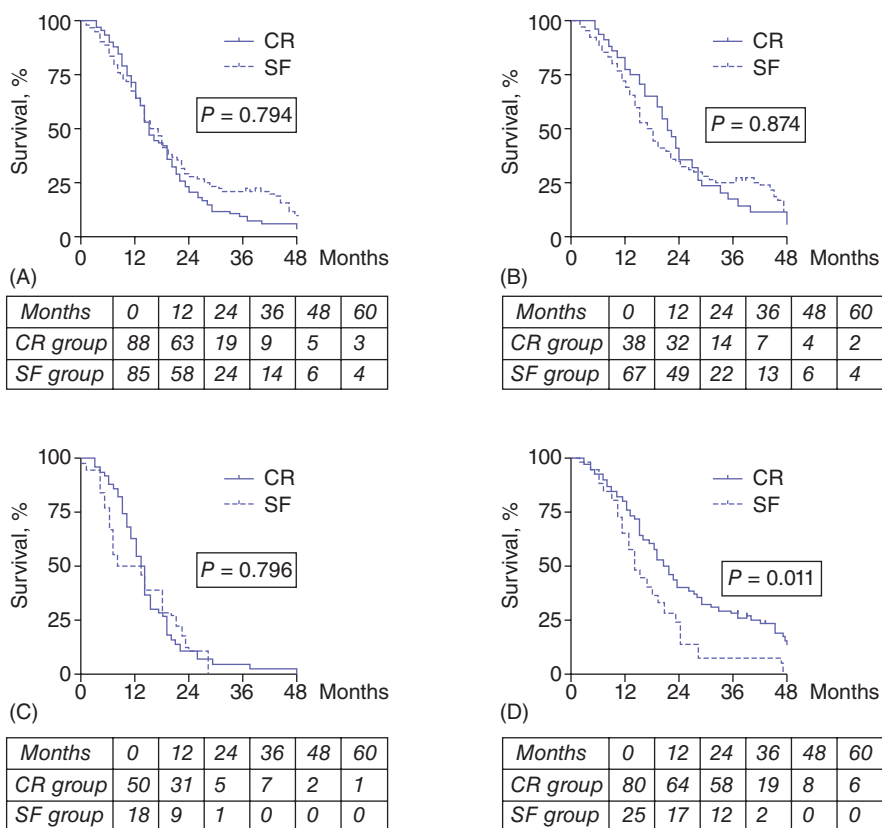 100
75
50
25
0
Survival, %
CR
SF
P = 0.794
0 12 24 36 48 Months
(A)
Months 0 12 24 36 48 60
CR group 88 63 19 9 5 3
SF group 85 58 24 14 6 4
100
75
50
25
0
Survival, %
CR
SF
P = 0.874
0 12 24 36 48 Months
(B)
Months 0 12 24 36 48 60
CR group 38 32 14 7 4 2
SF group 67 49 22 13 6 4
100
75
50
25
0
Survival, %
CR
SF
P = 0.796
0 12 24 36 48 Months
(C)
Months 0 12 24 36 48 60
CR group 50 31 5 7 2 1
SF group 18 9 1 0 0 0
100
75
50
25
0
Survival, %
CR
SF
P = 0.011
0 12 24 36 48 Months
(D)
Months 0 12 24 36 48 60
CR group 80 64 58 19 8 6
SF group 25 17 12 2 0 0